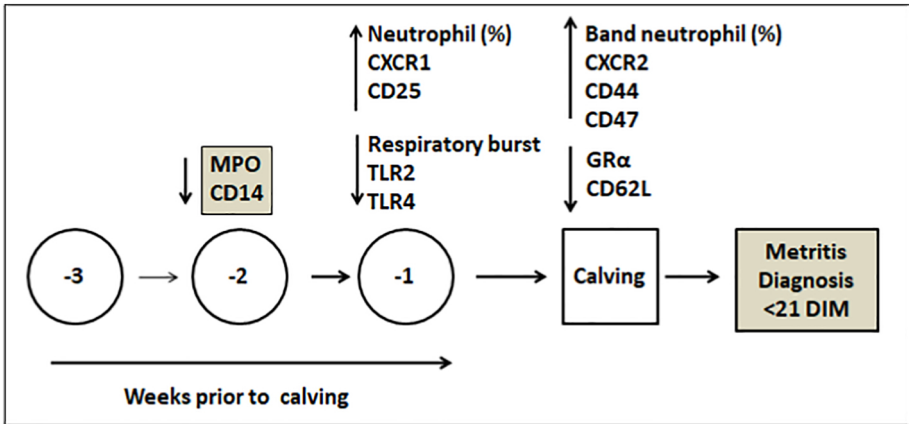 Neutrophil (%)
CXCR1
CD25
Band neutrophil (%)
CXCR2
CD44
CD47
MPO
CD14
Respiratory burst
TLR2
TLR4
GRα
CD62L
-3
-2
-1
Calving
Metritis
Diagnosis
<21 DIM
Weeks prior to calving